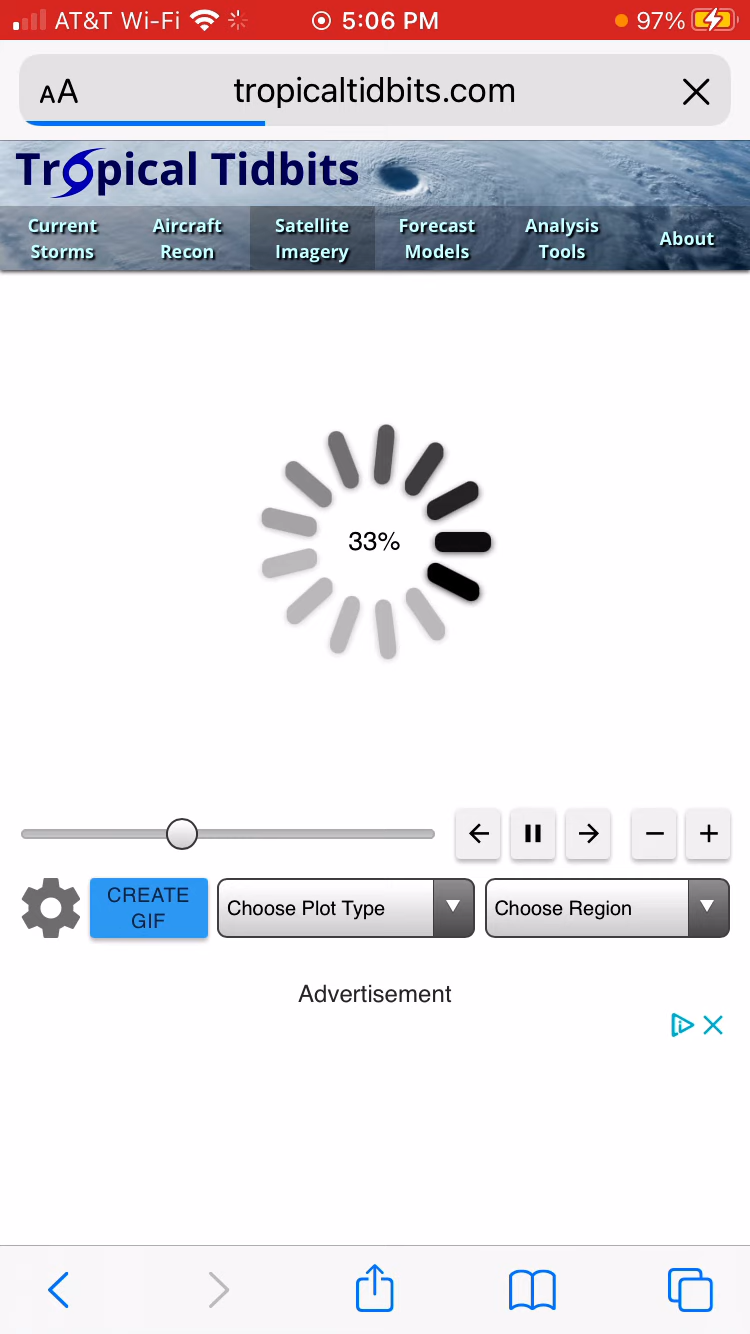 AT&T Wi-Fi 5:06 PM 97%
AA tropicaltidbits.com
Tropical Tidbits
Current Storms
Aircraft Recon
Satellite Imagery
Forecast Models
Analysis Tools
About
33%
CREATE GIF
Choose Plot Type
Choose Region
Advertisement